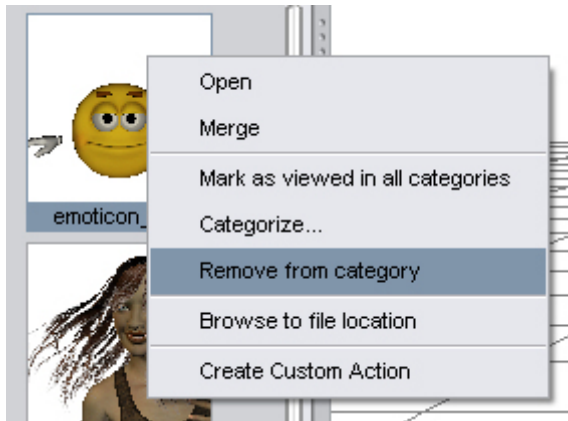 Open
Merge
Mark as viewed in all categories
emoticon_
Categorize...
Remove from category
Browse to file location
Create Custom Action